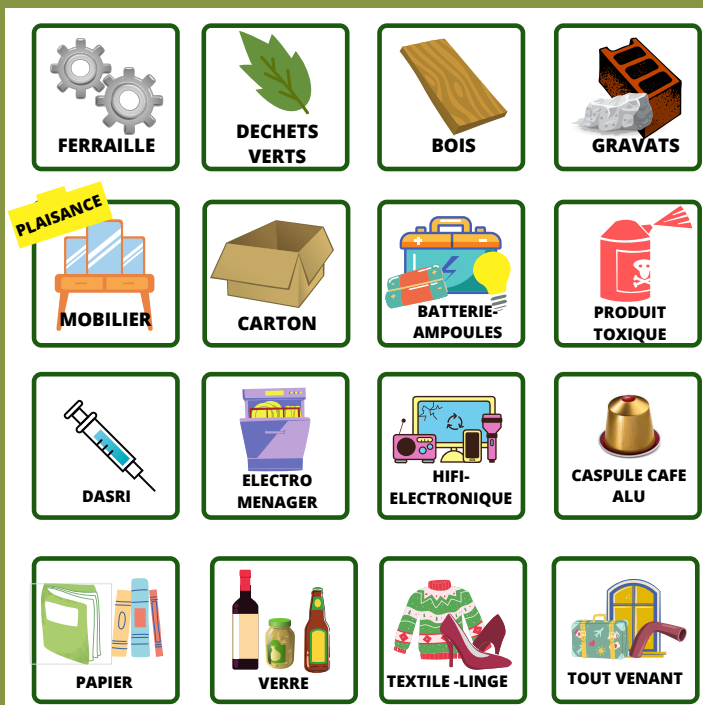 FERRAILLE
DECHETS
VERTS
BOIS
GRAVATS
PLAISANCE
MOBILIER
CARTON
BATTERIE-
AMPOULES
PRODUIT
TOXIQUE
DASRI
ELECTRO
MENAGER
HIFI-
ELECTRONIQUE
CASPULE CAFE
ALU
PAPIER
VERRE
TEXTILE -LINGE
TOUT VENANT